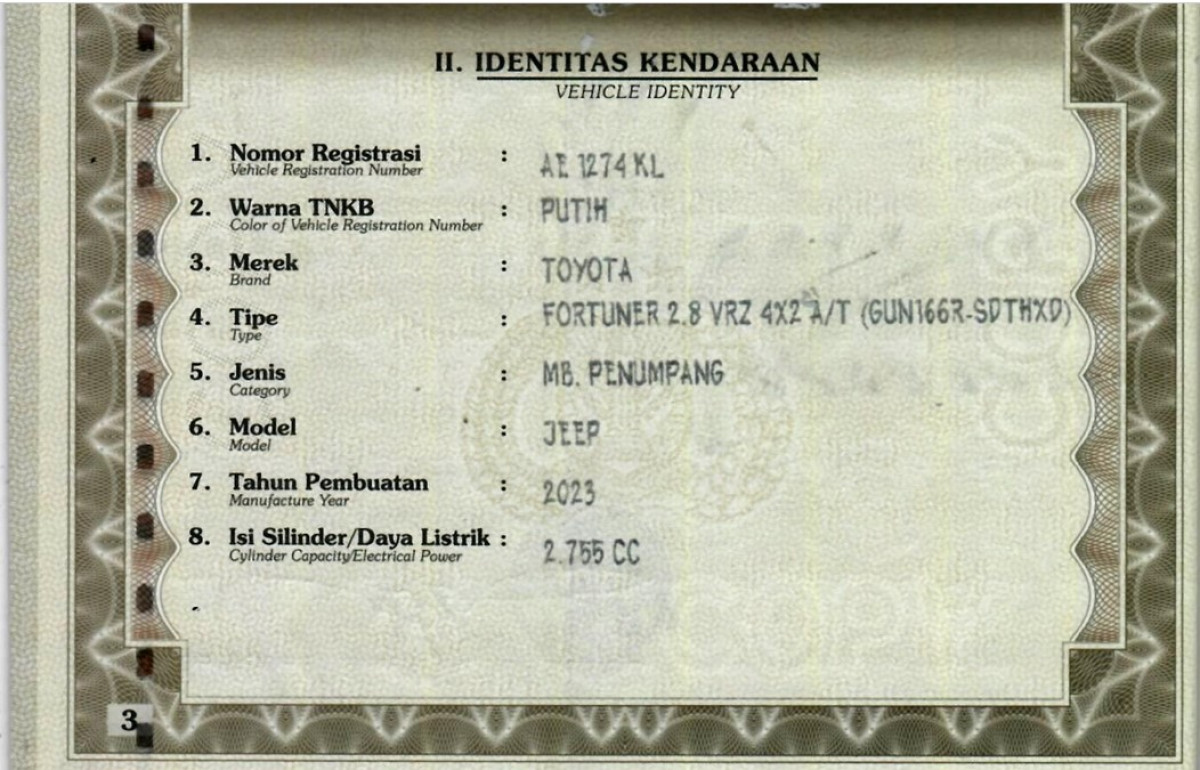 II. IDENTITAS KENDARAAN
VEHICLE IDENTITY
1. Nomor Registrasi : AE 1274 KL
Vehicle Registration Number
2. Warna TNKB : PUTIH
Color of Vehicle Registration Number
3. Merek : TOYOTA
Brand
4. Tipe : FORTUNER 2.8 VRZ 4X2 A/T (GUN166R-SDTHXD)
Type
5. Jenis : MB. PENUMPANG
Category
6. Model : JEEP
Model
7. Tahun Pembuatan : 2023
Manufacture Year
8. Isi Silinder/Daya Listrik : 2.755 CC
Cylinder Capacity/Electrical Power
3